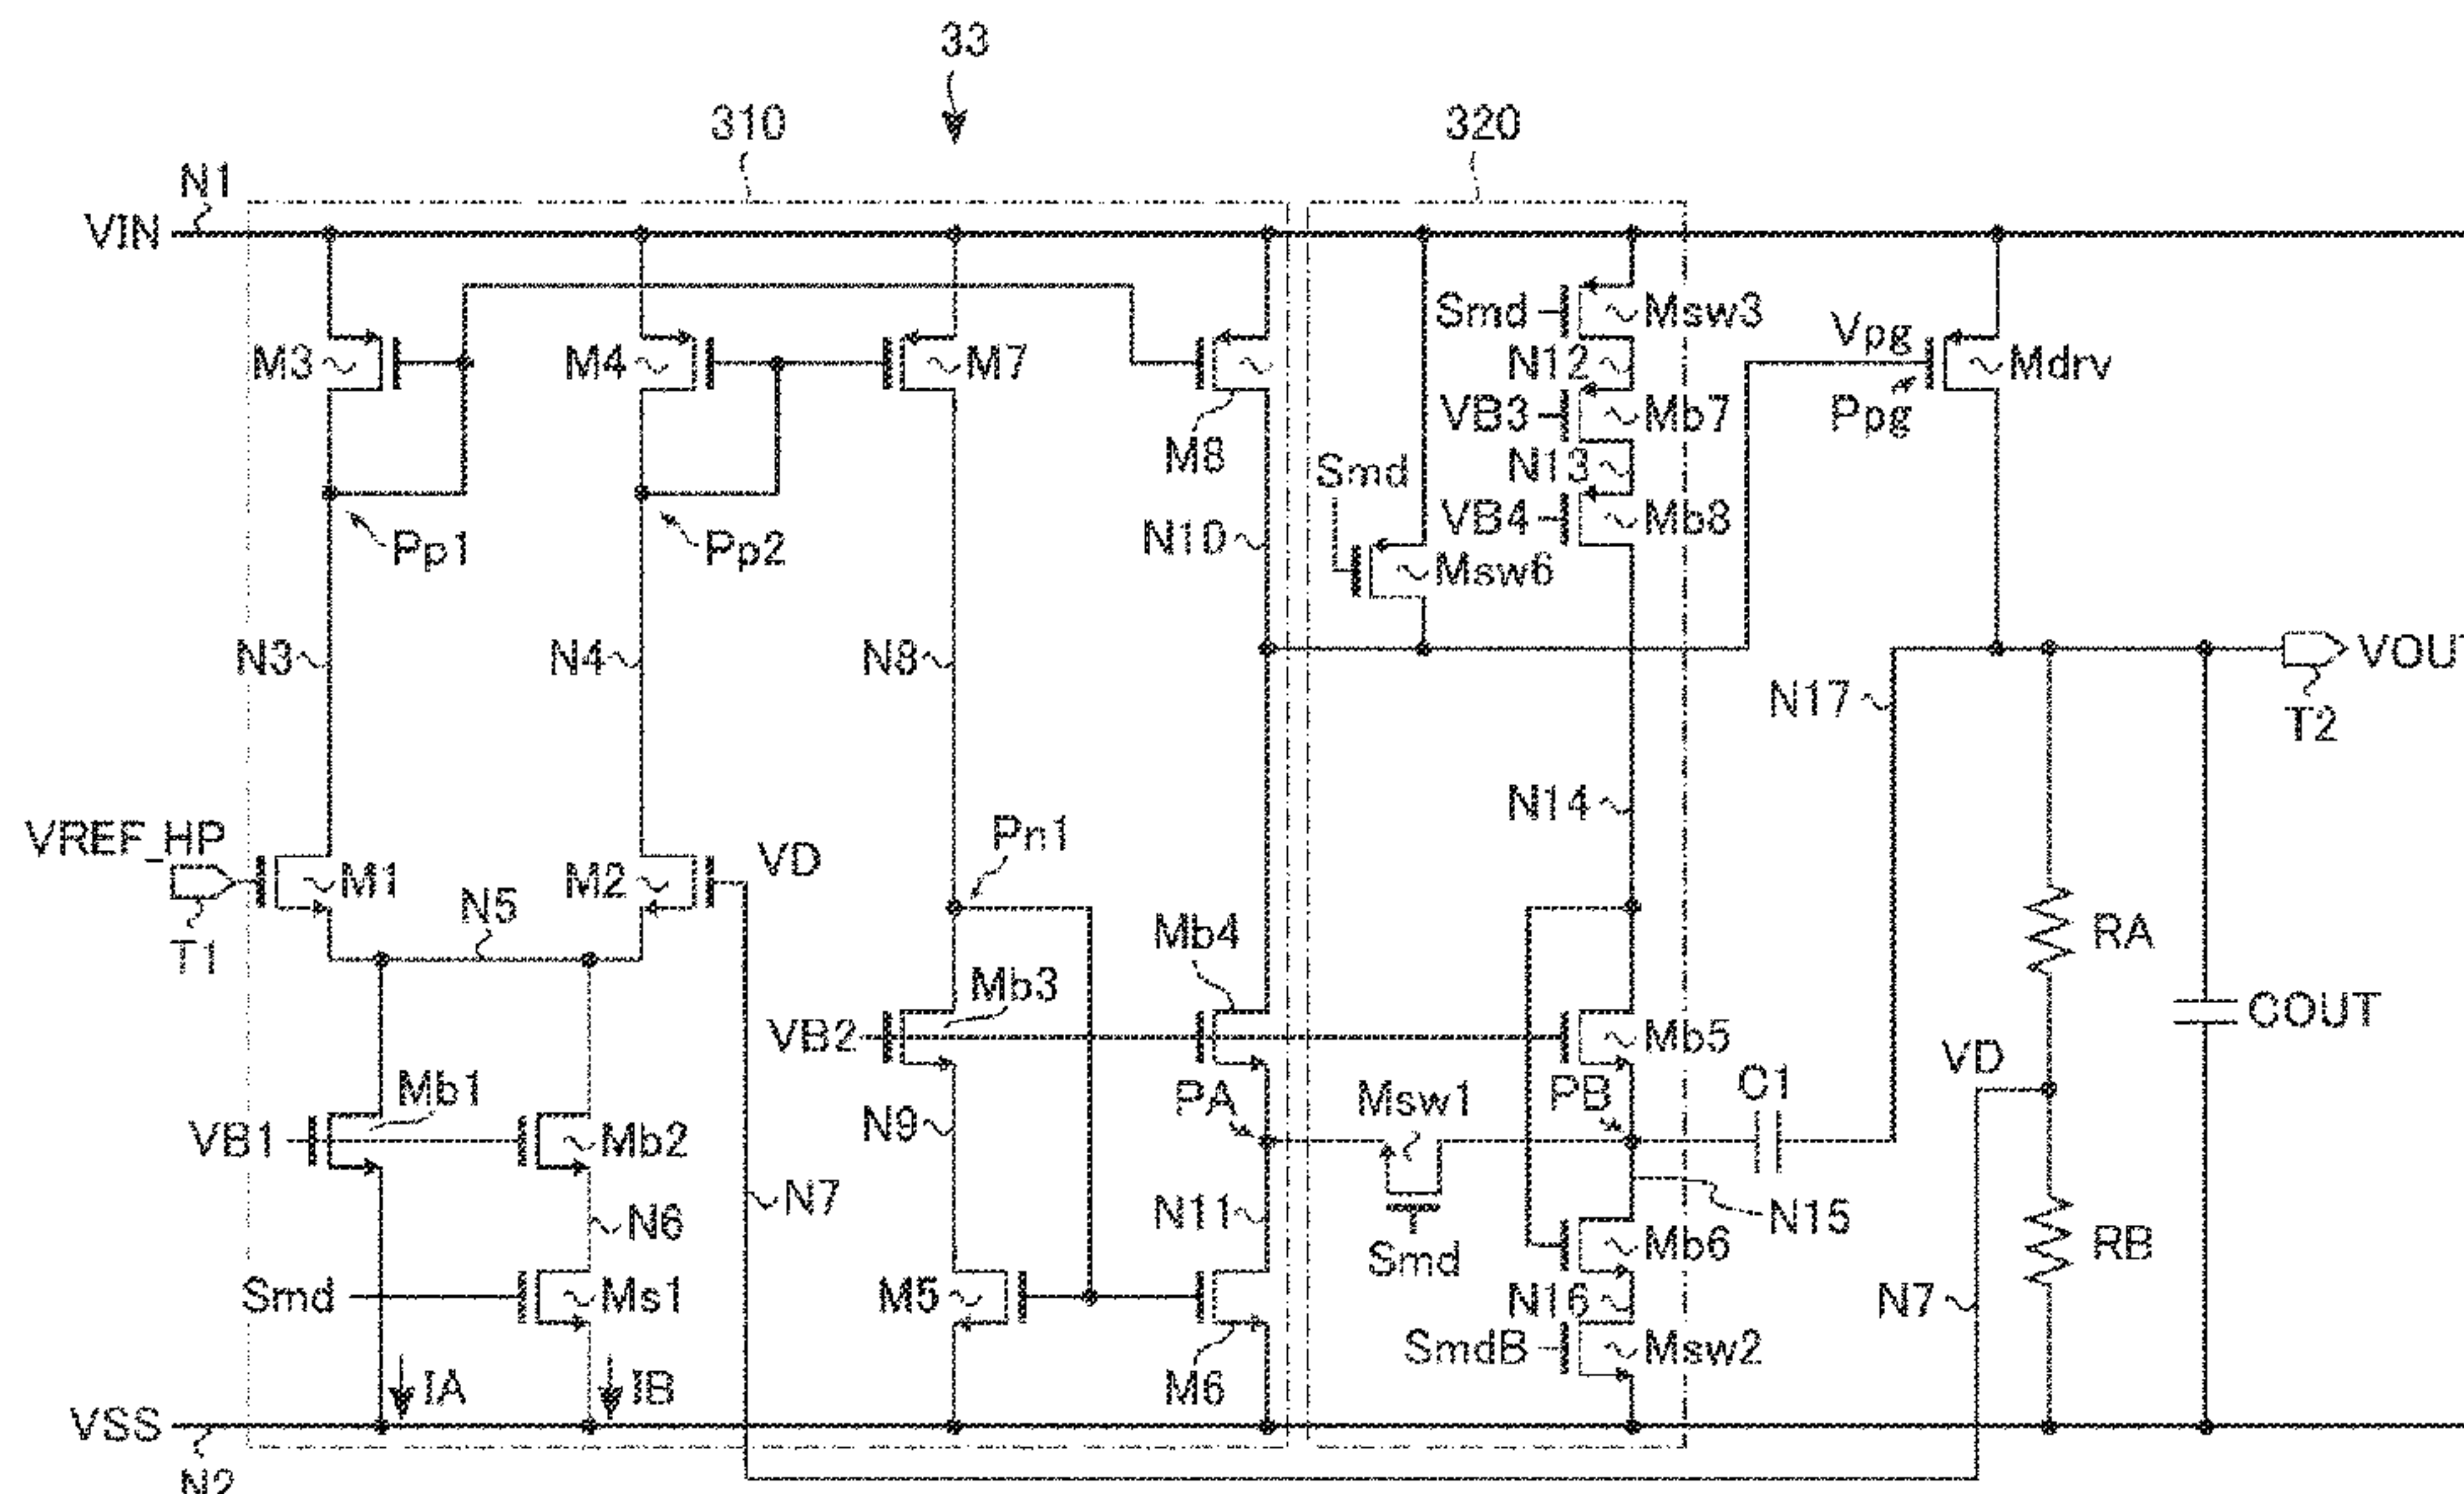 33
310
320
N1
VIN
Smd
Msw3
M3
M4
M7
N12
Vpg
Mdrv
VB3
Mb7
Ppg
M8
N13
Smd
VB4
Mb8
Pp1
Pp2
N10
Msw6
N3
N4
N8
N17
VOUT
T2
N14
VREF_HP
Pn1
M1
M2
VD
N5
Mb4
RA
T1
Mb3
COUT
VB2
Mb5
VD
Mb1
PA
Msw1
PB
C1
VB1
Mb2
N9
N7
N11
N15
N6
Smd
Mb6
RB
Smd
Ms1
M5
N16
N7
SmdB
Msw2
IA
IB
M6
VSS
N2